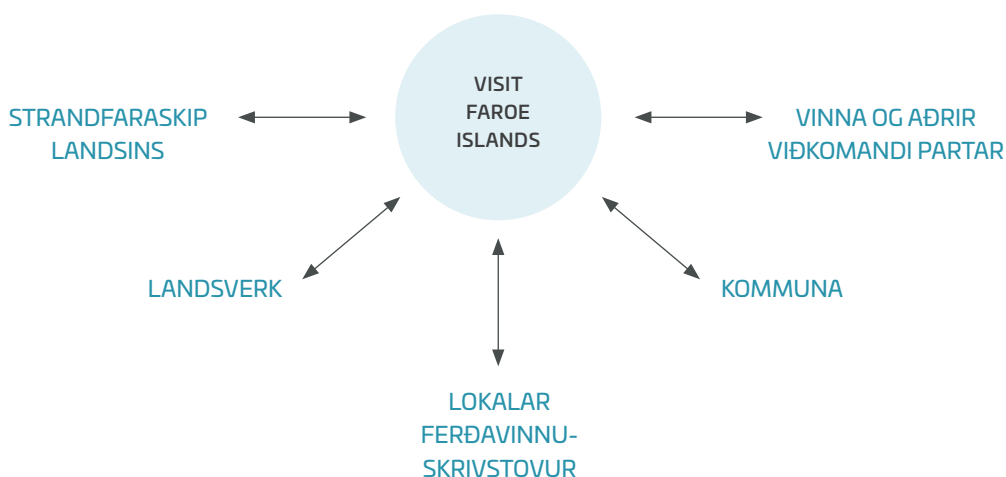 VISIT
FAROE
ISLANDS
STRANDFARASKIP
LANDSINS
VINNA OG AÐRIR
VIÐKOMANDI PARTAR
LANDSVERK
KOMMUNA
LOKALAR
FERÐAVINNU-
SKRIVSTOVUR